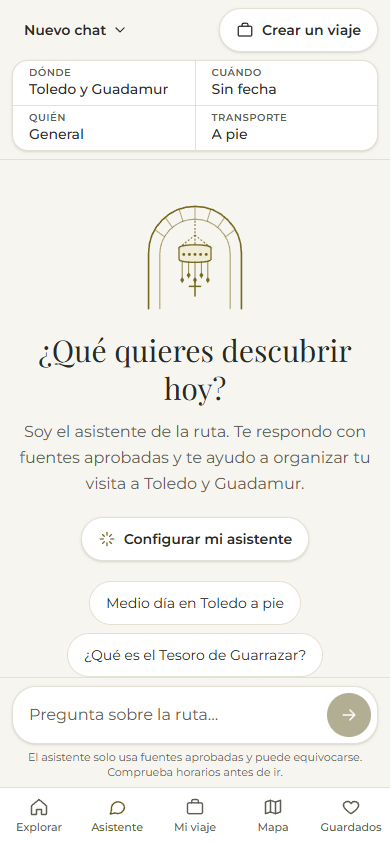 Nuevo chat
Crear un viaje
DÓNDE
Toledo y Guadamur
CUÁNDO
Sin fecha
QUIÉN
General
TRANSPORTE
A pie
¿Qué quieres descubrir
hoy?
Soy el asistente de la ruta. Te respondo con
fuentes aprobadas y te ayudo a organizar tu
visita a Toledo y Guadamur.
Configurar mi asistente
Medio día en Toledo a pie
¿Qué es el Tesoro de Guarrazar?
Pregunta sobre la ruta...
El asistente solo usa fuentes aprobadas y puede equivocarse.
Comprueba horarios antes de ir.
Explorar
Asistente
Mi viaje
Mapa
Guardados